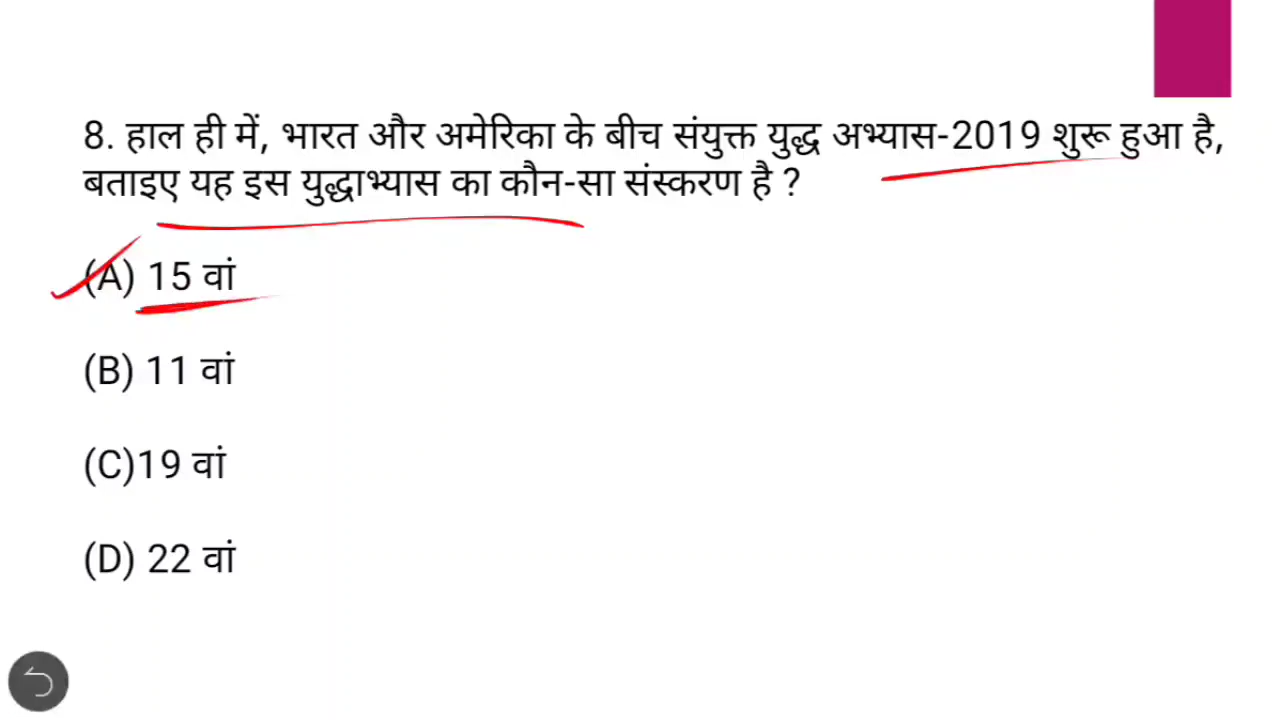 8. हाल ही में, भारत और अमेरिका के बीच संयुक्त युद्ध अभ्यास-2019 शुरू हुआ है,
बताइए यह इस युद्धाभ्यास का कौन-सा संस्करण है ?
(A) 15 वां
(B) 11 वां
(C)19 वां
(D) 22 वां